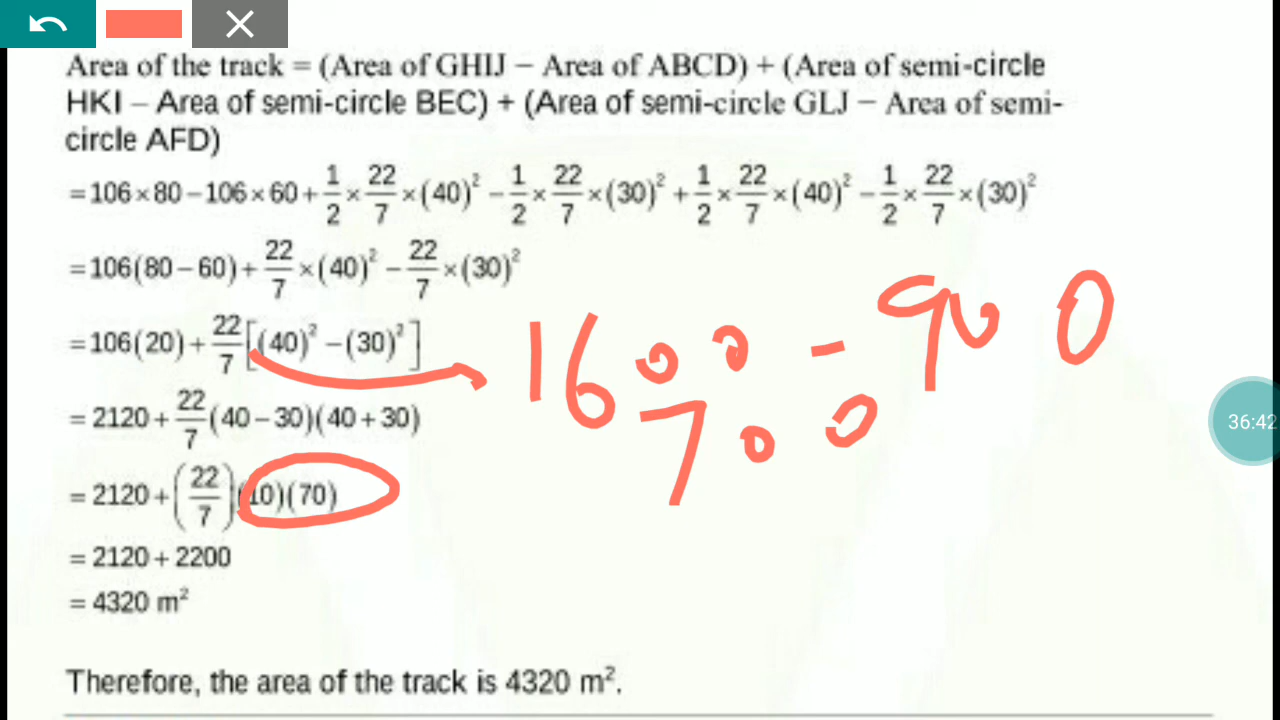 Area of the track = (Area of GHIJ − Area of ABCD) + (Area of semi-circle
HKI − Area of semi-circle BEC) + (Area of semi-circle GLJ − Area of semi-
circle AFD)
= 106 × 80 − 106 × 60 + 1/2 × 22/7 × (40)² − 1/2 × 22/7 × (30)² + 1/2 × 22/7 × (40)² − 1/2 × 22/7 × (30)²
= 106(80 − 60) + 22/7 × (40)² − 22/7 × (30)²
= 106(20) + 22/7 [(40)² − (30)²]
1600 - 900
= 2120 + 22/7 (40 − 30)(40 + 30)
700
36:42
= 2120 + (22/7)(10)(70)
= 2120 + 2200
= 4320 m²
Therefore, the area of the track is 4320 m².